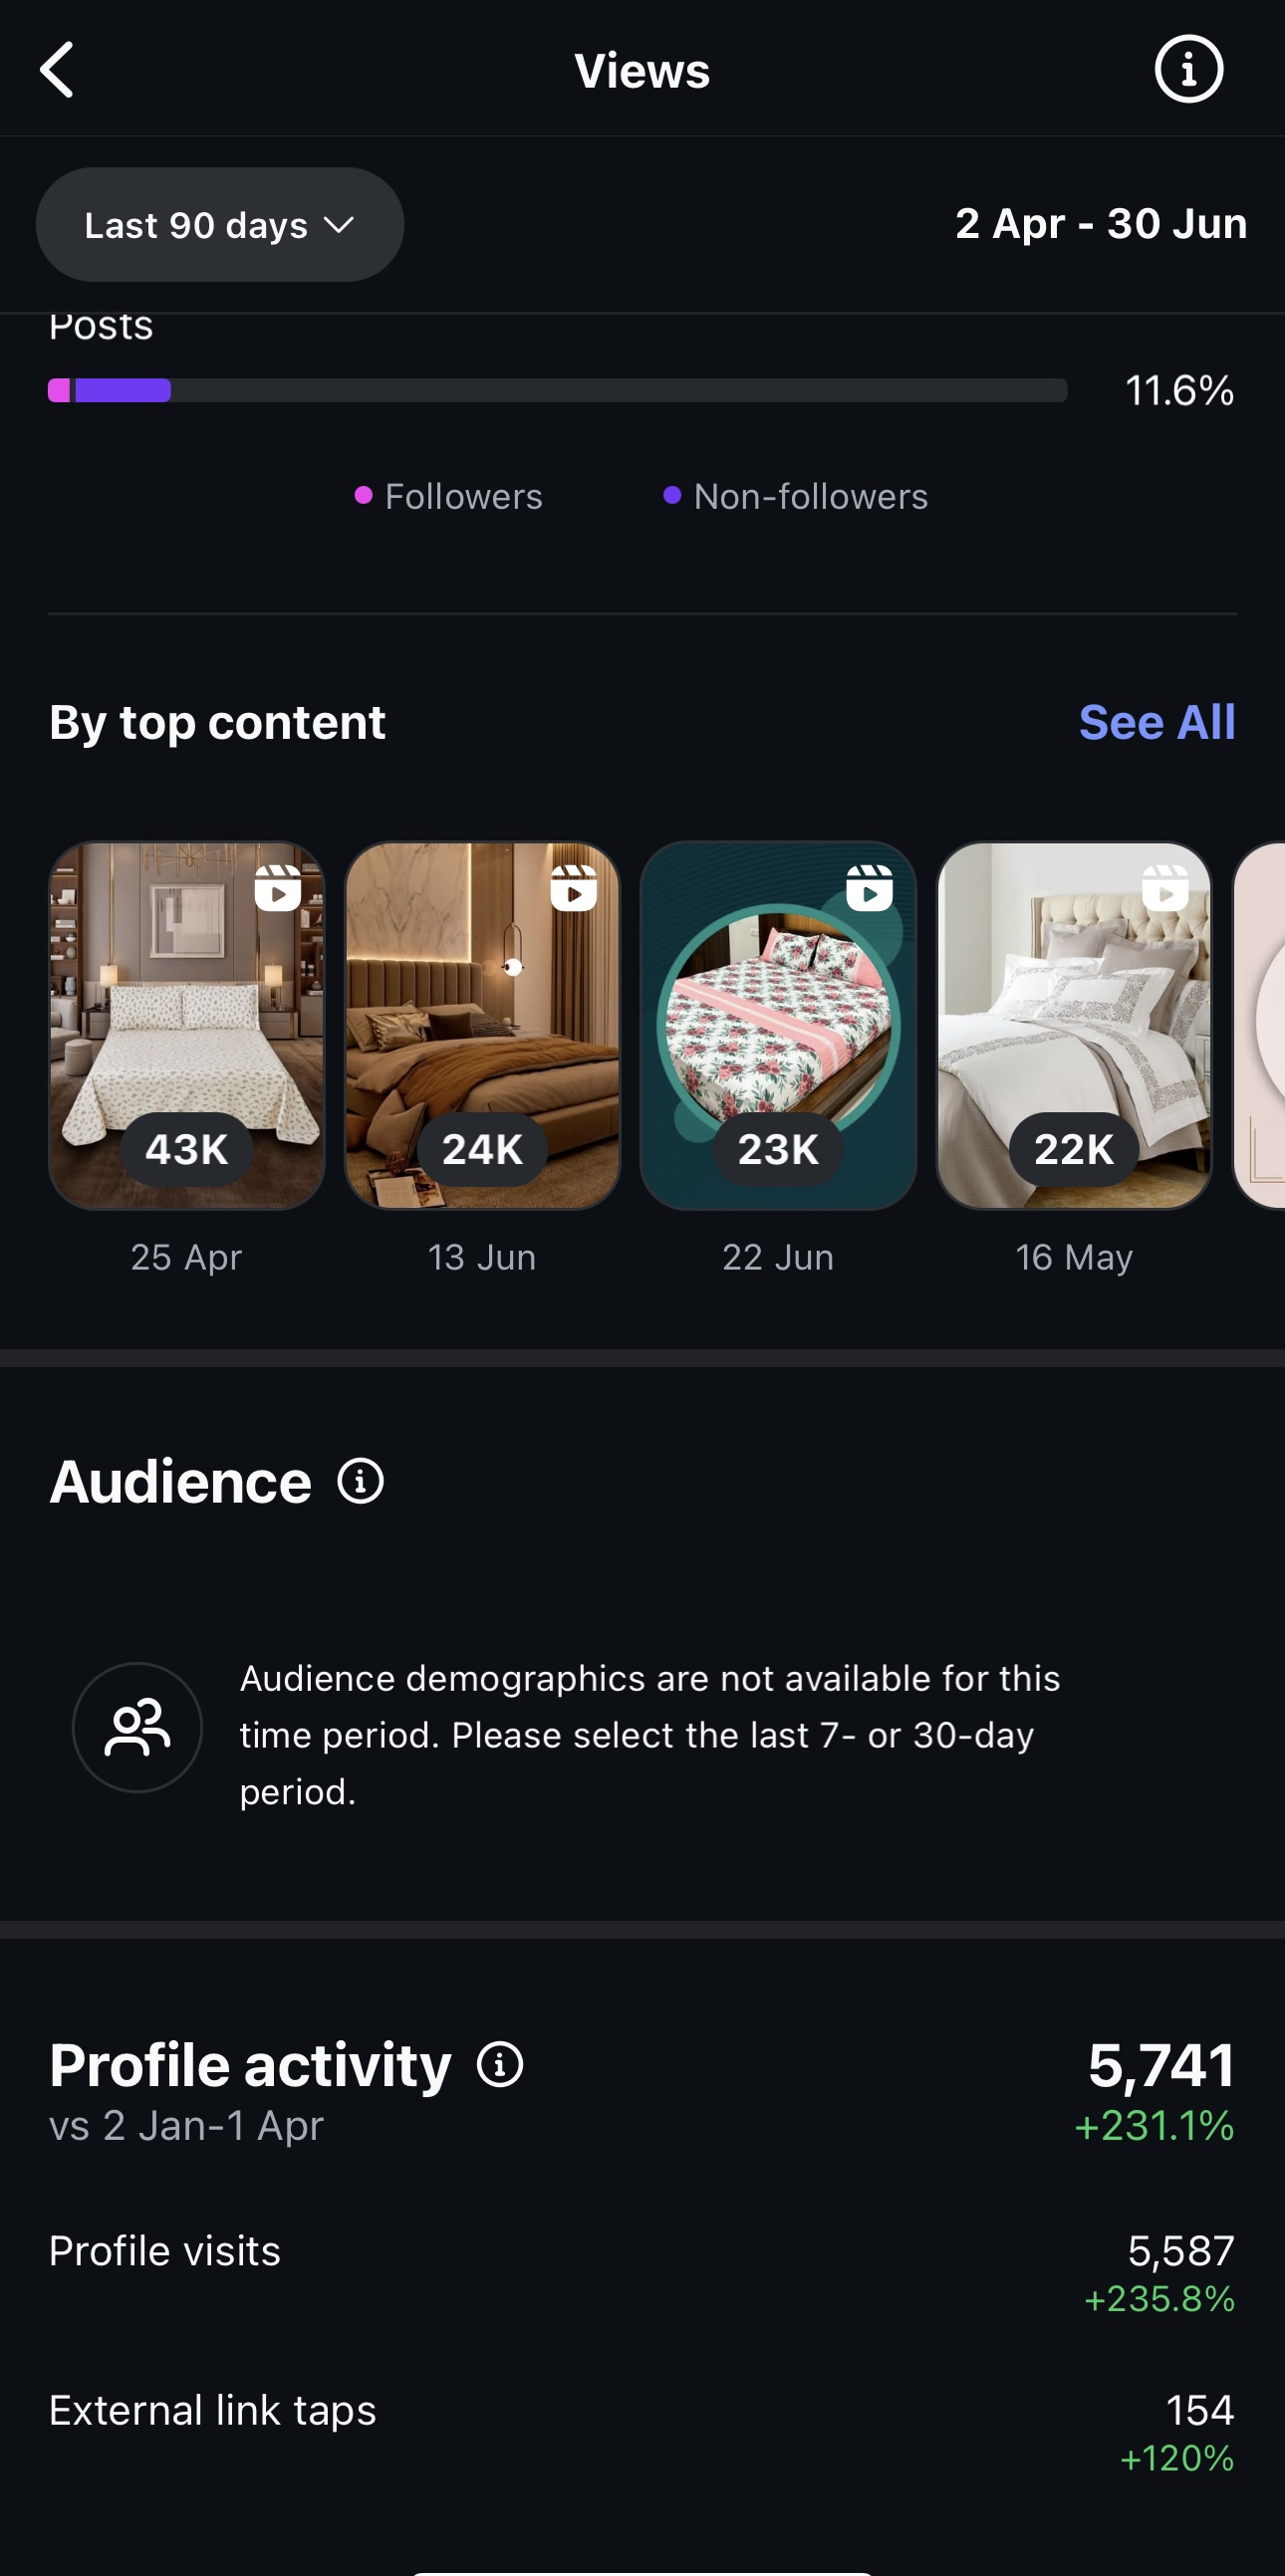 Views
Last 90 days
2 Apr - 30 Jun
Posts
11.6%
Followers
Non-followers
By top content
See All
43K
24K
23K
22K
25 Apr
13 Jun
22 Jun
16 May
Audience
Audience demographics are not available for this
time period. Please select the last 7- or 30-day
period.
Profile activity
5,741
vs 2 Jan-1 Apr
+231.1%
Profile visits
5,587
+235.8%
External link taps
154
+120%